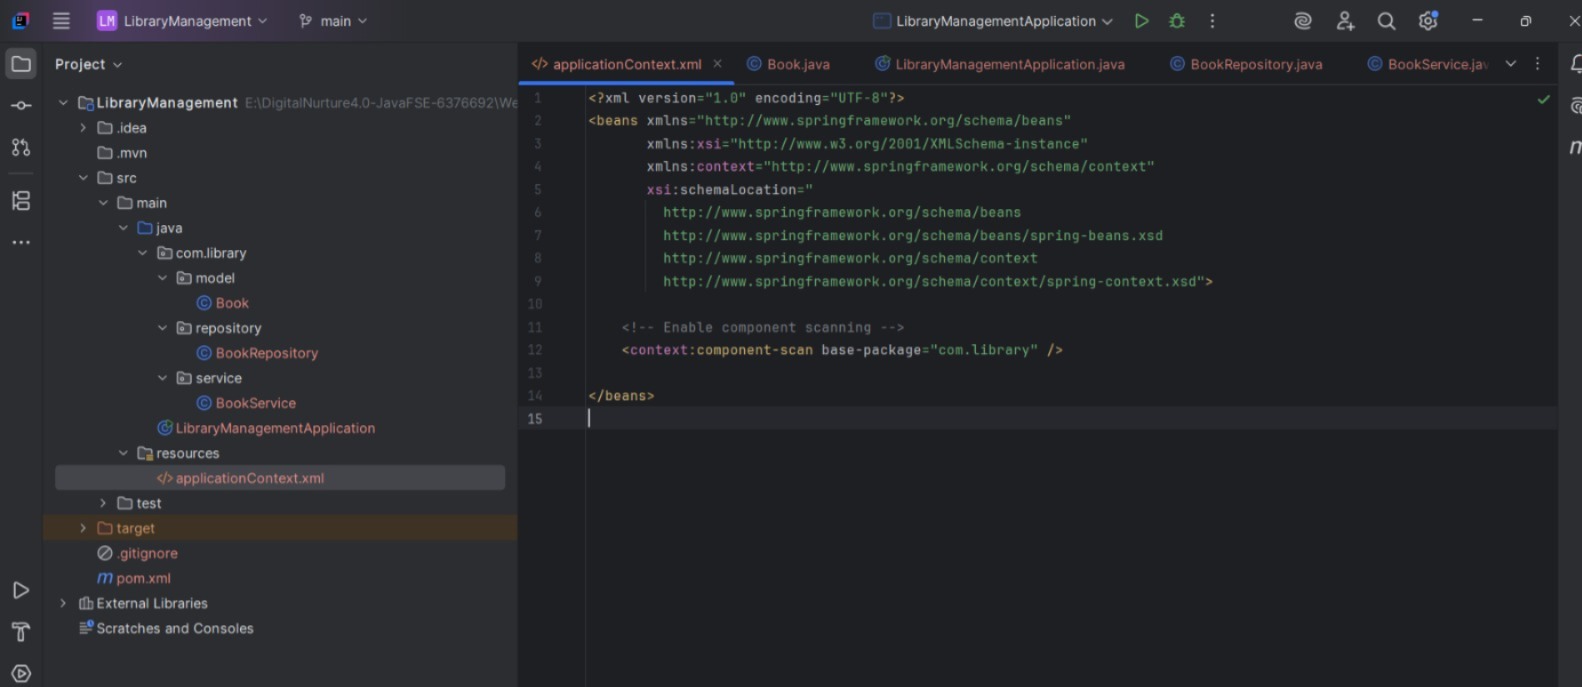 LM LibraryManagement
main
LibraryManagementApplication
Project
LibraryManagement E:\DigitalNurture4.0-JavaFSE-6376692\We
.idea
.mvn
src
main
java
com.library
model
Book
repository
BookRepository
service
BookService
LibraryManagementApplication
resources
</> applicationContext.xml
test
target
.gitignore
m pom.xml
External Libraries
Scratches and Consoles
</> applicationContext.xml
Book.java
LibraryManagementApplication.java
BookRepository.java
BookService.jav
1 <?xml version="1.0" encoding="UTF-8"?>
2 <beans xmlns="http://www.springframework.org/schema/beans"
3 xmlns:xsi="http://www.w3.org/2001/XMLSchema-instance"
4 xmlns:context="http://www.springframework.org/schema/context"
5 xsi:schemaLocation="
6 http://www.springframework.org/schema/beans
7 http://www.springframework.org/schema/beans/spring-beans.xsd
8 http://www.springframework.org/schema/context
9 http://www.springframework.org/schema/context/spring-context.xsd">
10
11 <!-- Enable component scanning -->
12 <context:component-scan base-package="com.library" />
13
14 </beans>
15